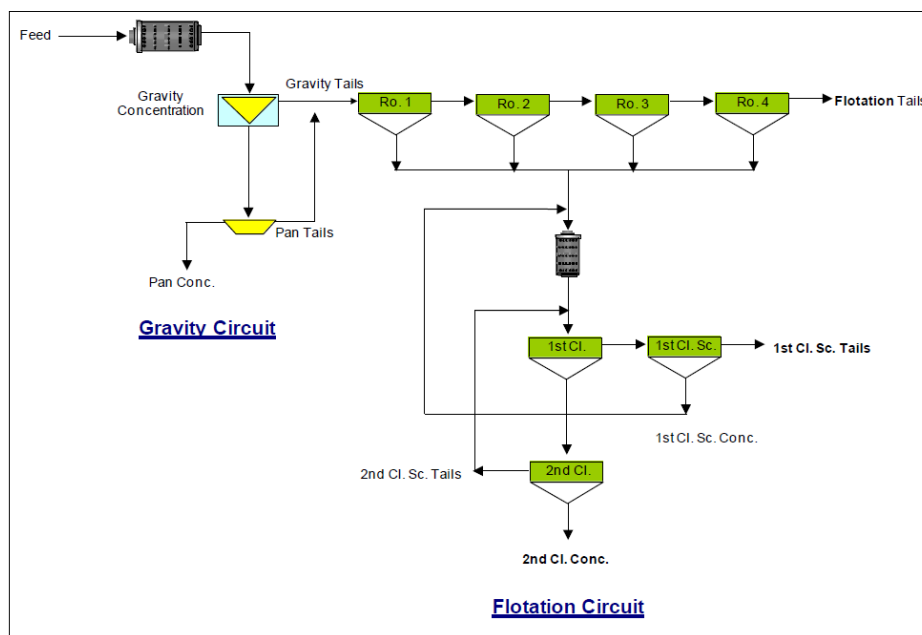 Feed
Gravity Tails
Gravity
Concentration
Ro. 1
Ro. 2
Ro. 3
Ro. 4
Flotation Tails
Pan Tails
Pan Conc.
Gravity Circuit
1st Cl.
1st Cl. Sc.
1st Cl. Sc. Tails
1st Cl. Sc. Conc.
2nd Cl. Sc. Tails
2nd Cl.
2nd Cl. Conc.
Flotation Circuit